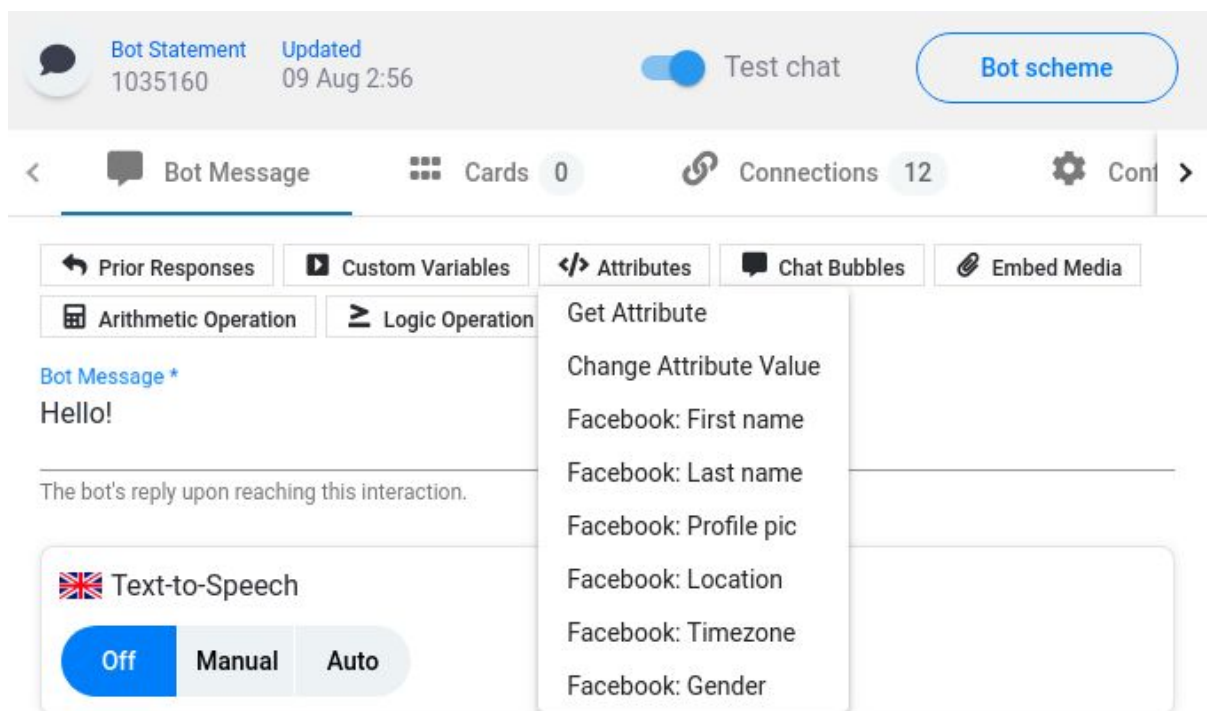 Bot Statement Updated
1035160 09 Aug 2:56
Test chat
Bot scheme
Bot Message
Cards 0
Connections 12
Conf
Prior Responses
Custom Variables
Attributes
Chat Bubbles
Embed Media
Arithmetic Operation
Logic Operation
Get Attribute
Change Attribute Value
Facebook: First name
Facebook: Last name
Facebook: Profile pic
Facebook: Location
Facebook: Timezone
Facebook: Gender
Bot Message *
Hello!
The bot's reply upon reaching this interaction.
Text-to-Speech
Off Manual Auto